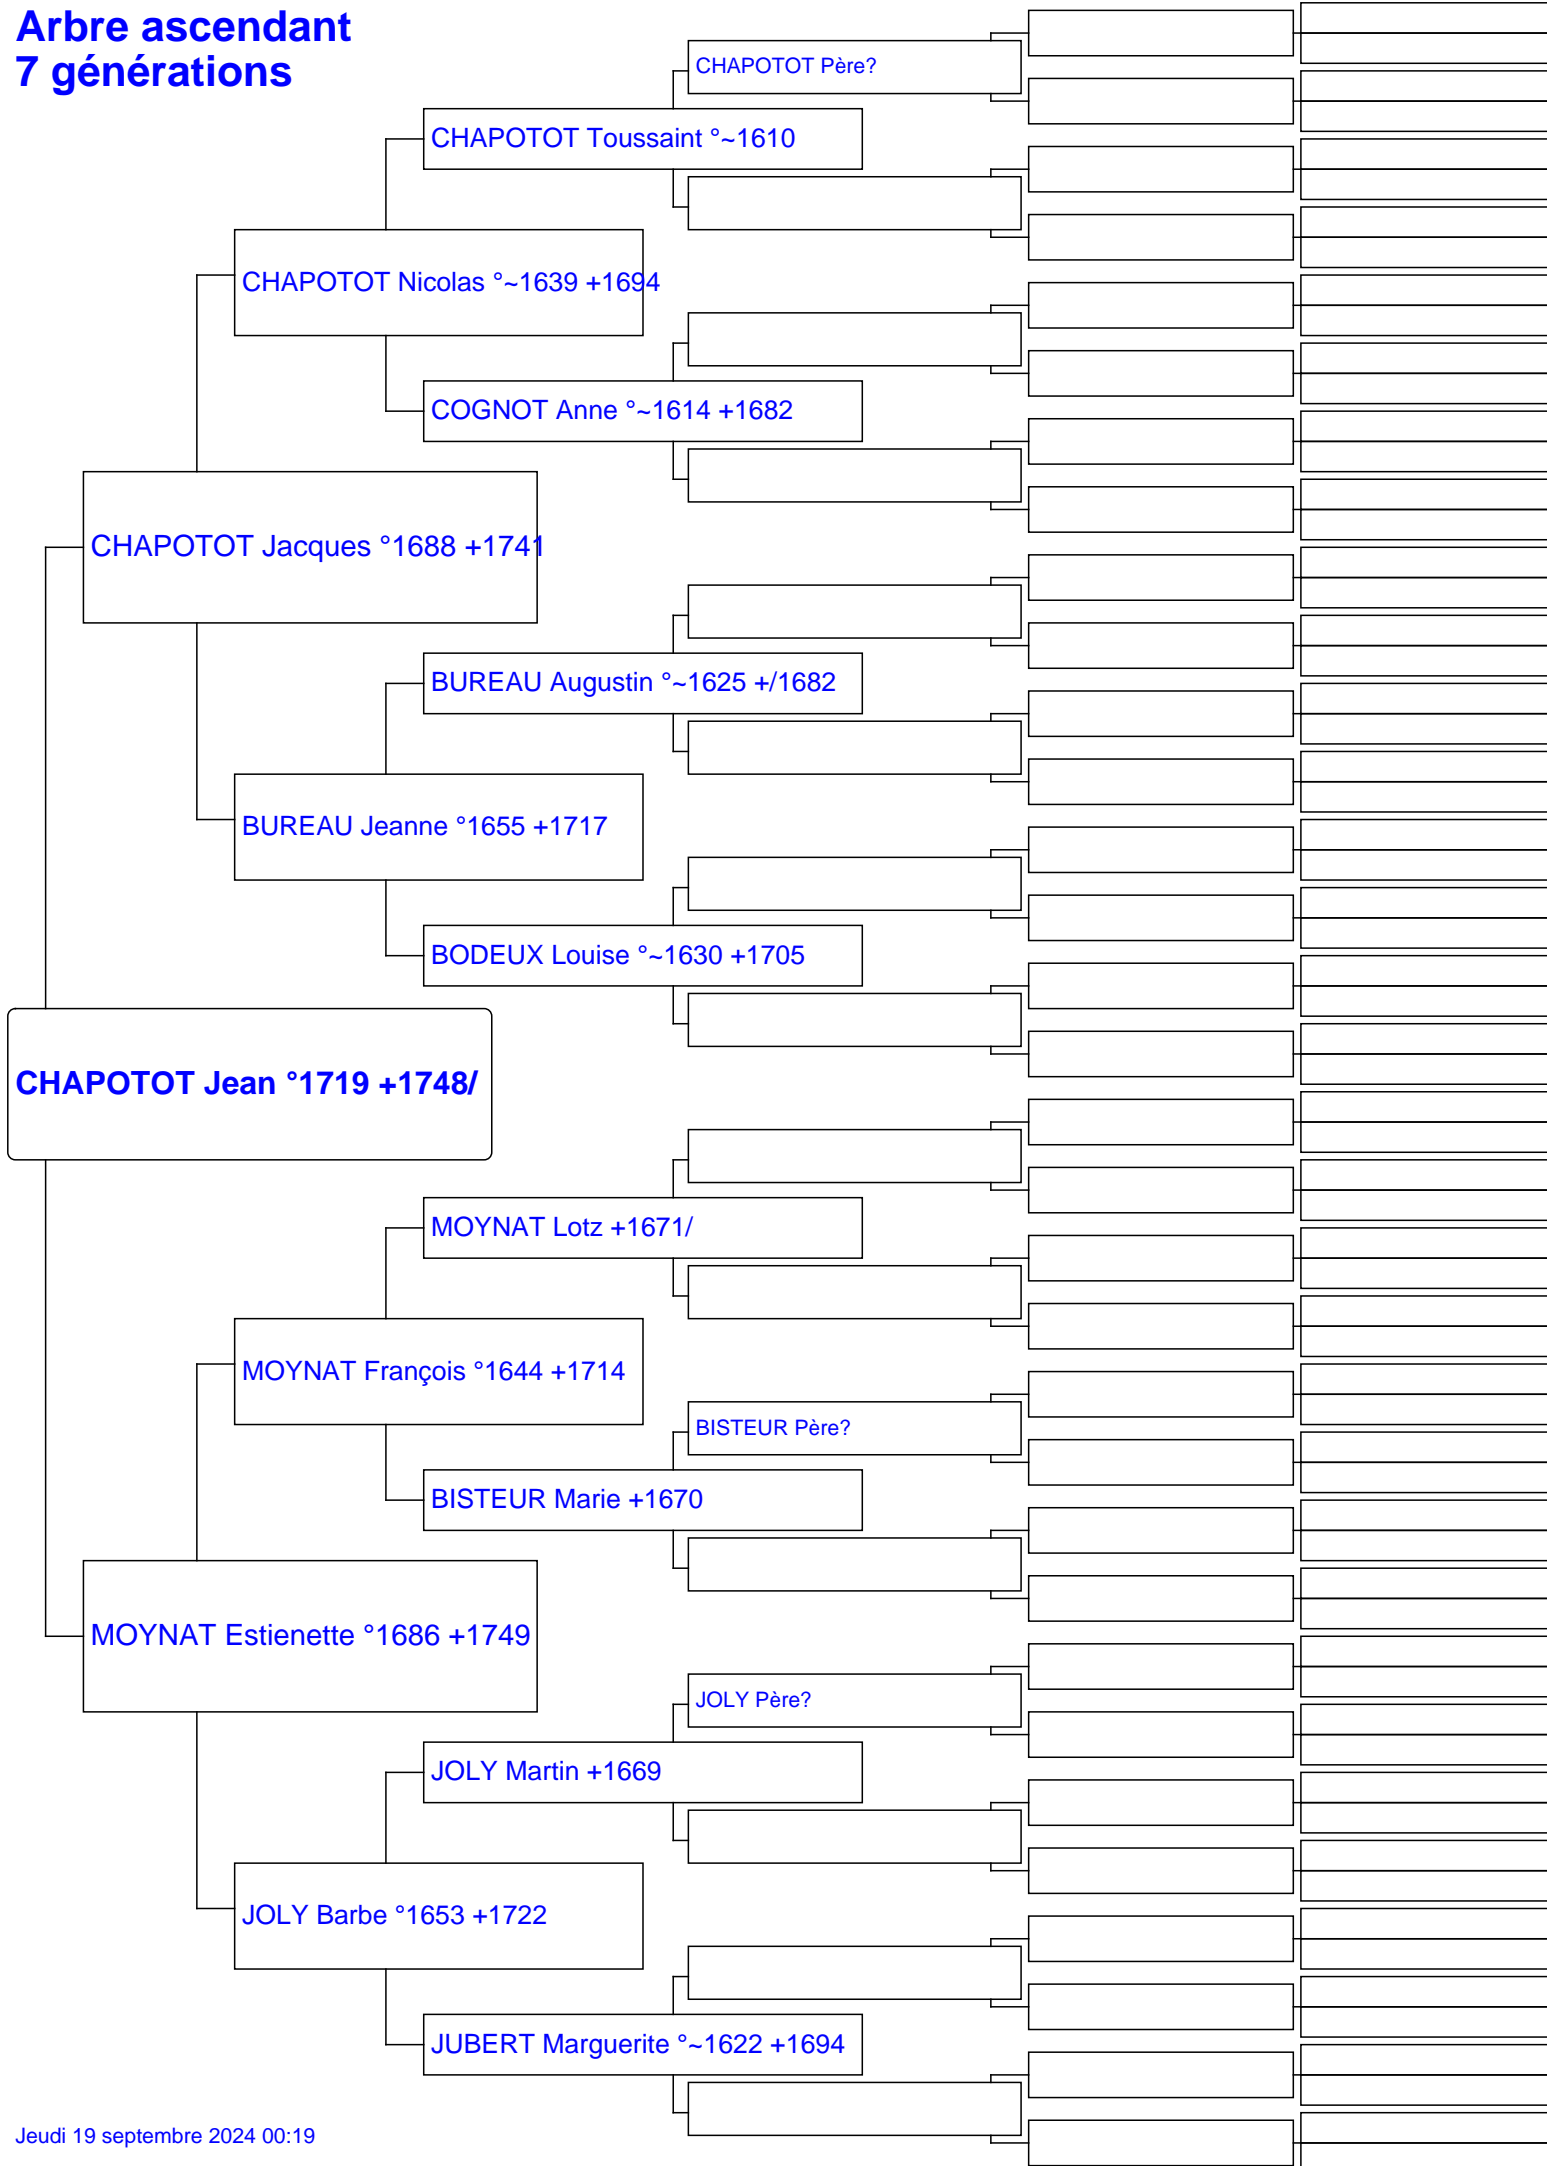 Arbre ascendant
7 générations
CHAPOTOT Père?
CHAPOTOT Toussaint °~1610
CHAPOTOT Nicolas °~1639 +1694
COGNOT Anne °~1614 +1682
CHAPOTOT Jacques °1688 +1741
BUREAU Augustin °~1625 +/1682
BUREAU Jeanne °1655 +1717
BODEUX Louise °~1630 +1705
CHAPOTOT Jean °1719 +1748/
MOYNAT Lotz +1671/
MOYNAT François °1644 +1714
BISTEUR Père?
BISTEUR Marie +1670
MOYNAT Estienette °1686 +1749
JOLY Père?
JOLY Martin +1669
JOLY Barbe °1653 +1722
JUBERT Marguerite °~1622 +1694
Jeudi 19 septembre 2024 00:19